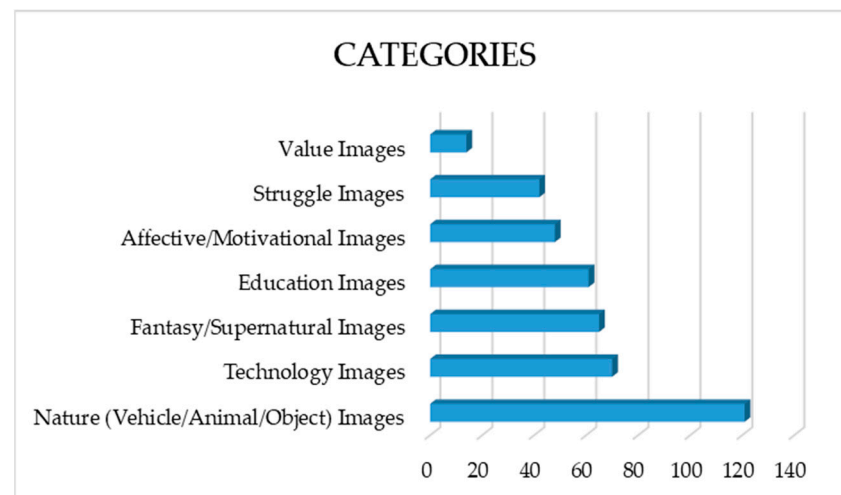 CATEGORIES
Value Images
Struggle Images
Affective/Motivational Images
Education Images
Fantasy/Supernatural Images
Technology Images
Nature (Vehicle/Animal/Object) Images
0 20 40 60 80 100 120 140